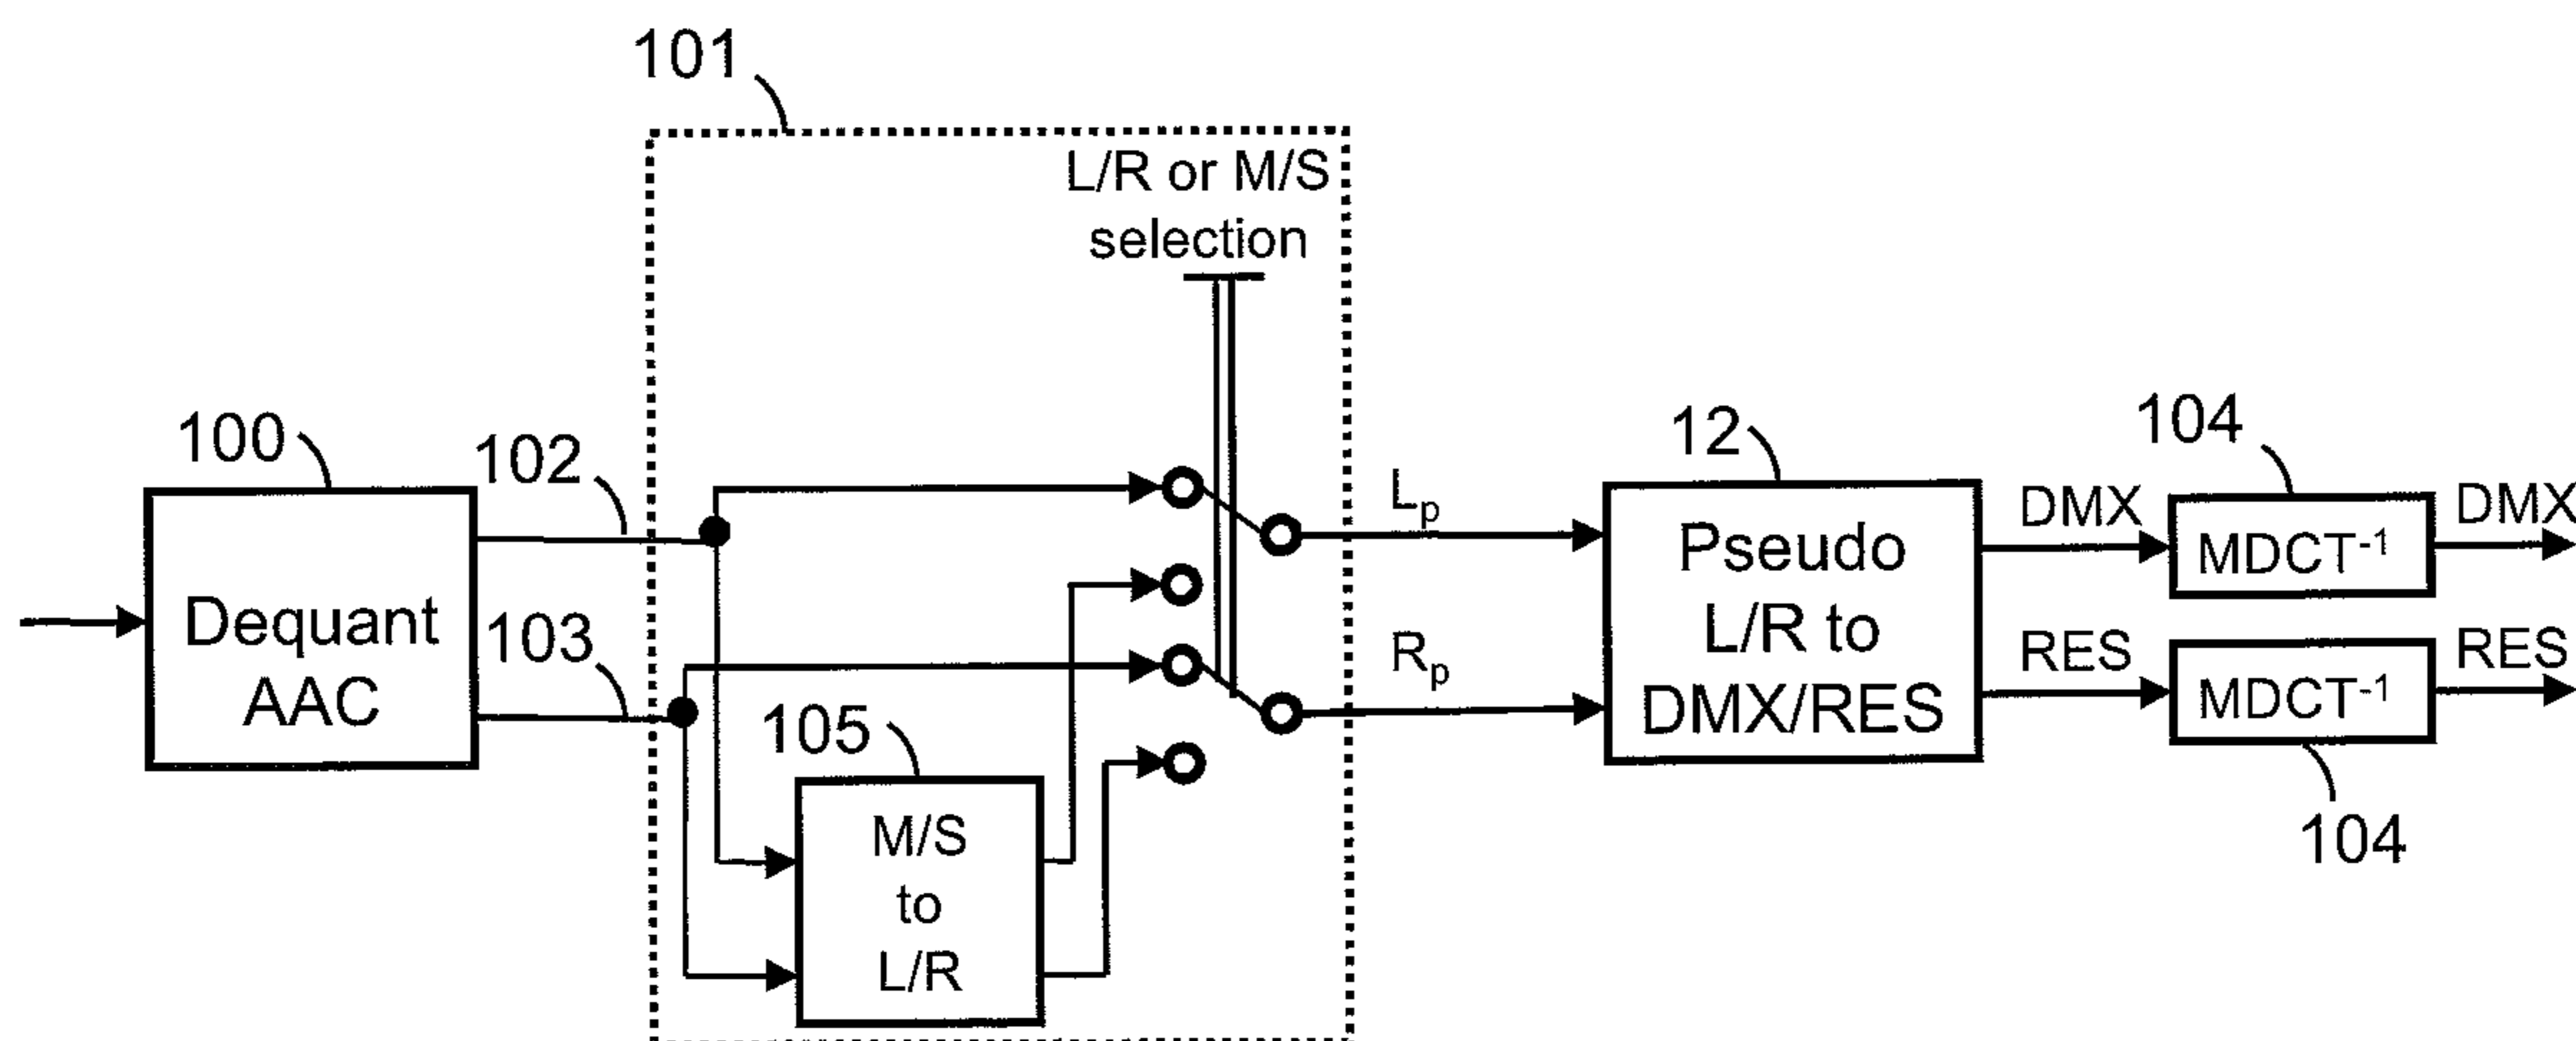 101
L/R or M/S
selection
100
102
103
Dequant
AAC
105
M/S
to
L/R
Lp
Rp
12
Pseudo
L/R to
DMX/RES
DMX
RES
104
MDCT-1
MDCT-1
104
DMX
RES